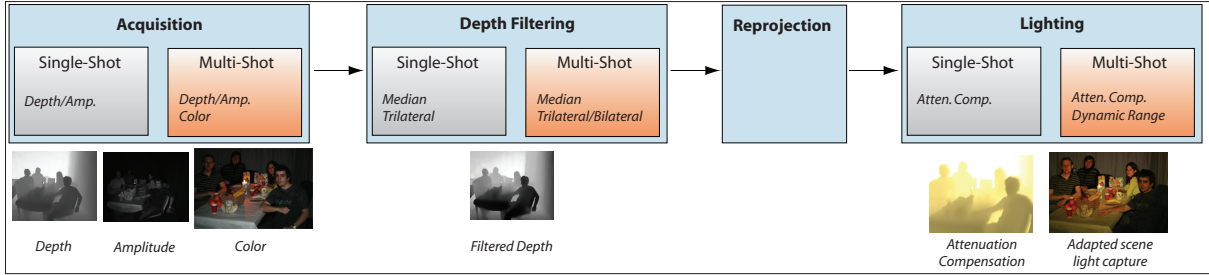 Acquisition
Single-Shot
Depth/Amp.
Multi-Shot
Depth/Amp.
Color
Depth
Amplitude
Color
Depth Filtering
Single-Shot
Median
Trilateral
Multi-Shot
Median
Trilateral/Bilateral
Filtered Depth
Reprojection
Lighting
Single-Shot
Atten. Comp.
Multi-Shot
Atten. Comp.
Dynamic Range
Attenuation
Compensation
Adapted scene
light capture